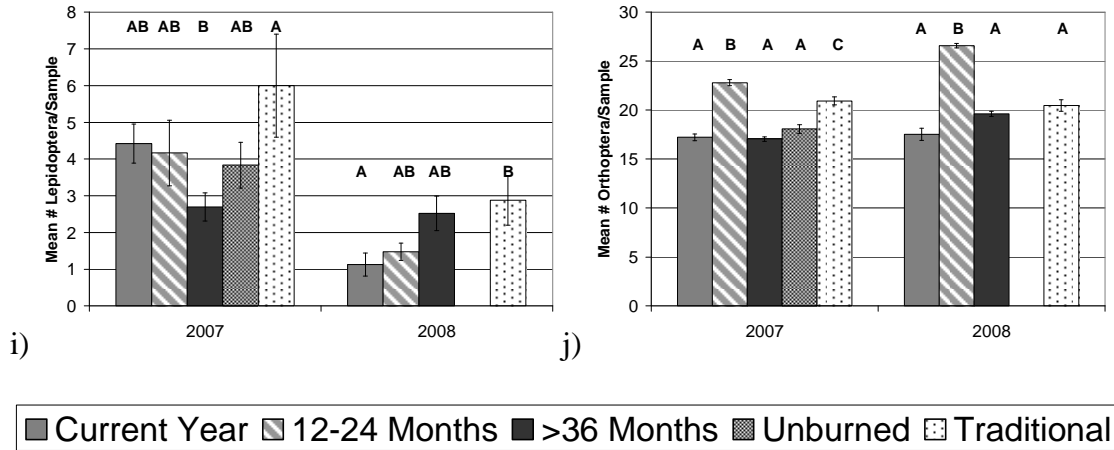 Mean # Lepidoptera/Sample
8
7
6
5
4
3
2
1
0
AB AB B AB A
A AB AB B
2007 2008
i)
Mean # Orthoptera/Sample
30
25
20
15
10
5
0
A B A A C
A B A A
2007 2008
j)
Current Year 12-24 Months >36 Months Unburned Traditional